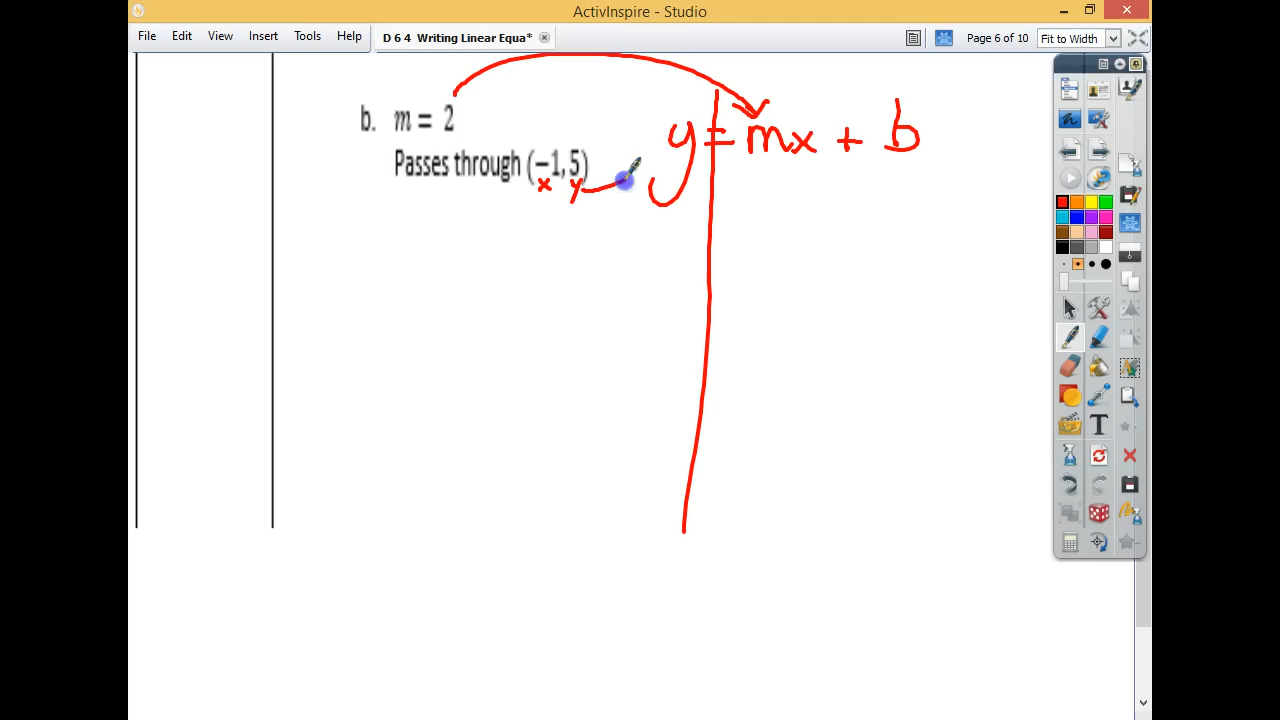 ActivInspire - Studio
File Edit View Insert Tools Help D 6 4 Writing Linear Equa* Page 6 of 10 Fit to Width
b. m = 2
y = mx + b
Passes through (−1, 5)
x y
T